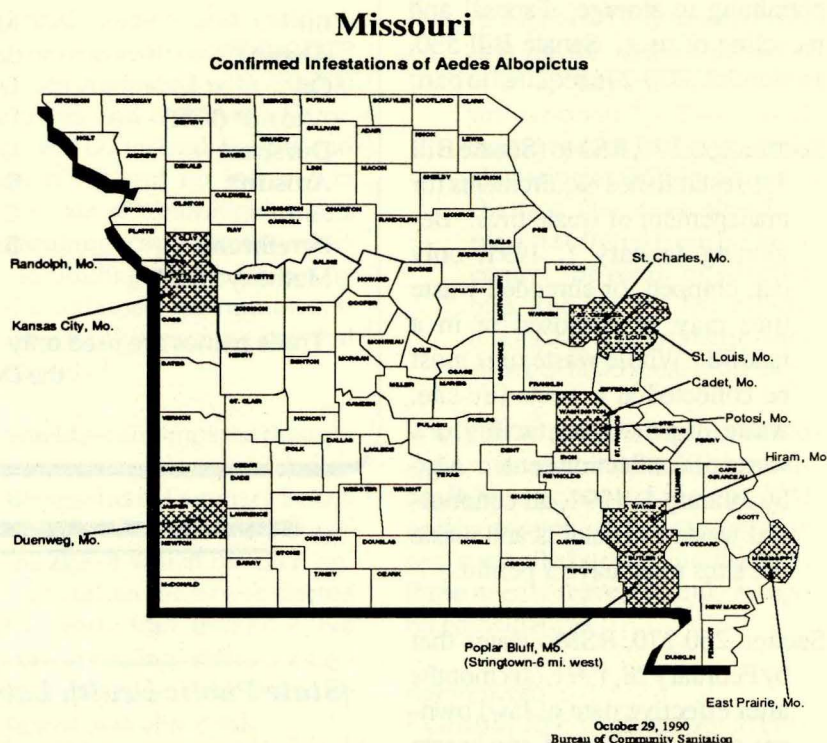 Missouri
Confirmed Infestations of Aedes Albopictus
ATCHISON NODAWAY WORTH HARRISON MERCER PUTNAM SCHUYLER SCOTLAND CLARK
HOLT GENTRY SULLIVAN ADAIR KNOX LEWIS
ANDREW DEKALB DAVIES GRUNDY LINN MACON SHELBY MARION
BUCHANAN CLINTON CALDWELL LIVINGSTON CHARITON RANDOLPH MONROE RALLS
PLATTE CLAY RAY CARROLL AUDRAIN PIKE
Randolph, Mo.
St. Charles, Mo.
JACKSON LAFAYETTE SALINE HOWARD BOONE CALLAWAY MONTGOMERY LINCOLN
Kansas City, Mo.
CASS JOHNSON PETTIS COOPER MONITEAU WARREN ST. CHARLES ST. LOUIS
BATES HENRY BENTON MORGAN MILLER OSAGE MARIES GASCONADE FRANKLIN JEFFERSON
St. Louis, Mo.
Cadet, Mo.
ST. CLAIR CAMDEN PULASKI PHELPS CRAWFORD WASHINGTON ST. FRANCOIS STE. GENEVIEVE PERRY
Potosi, Mo.
VERNON HICKORY DALLAS LACLEDE DENT IRON MADISON
Hiram, Mo.
BARTON CEDAR POLK TEXAS REYNOLDS BOLLINGER CAPE GIRARDEAU
DADE WEBSTER WRIGHT SHANNON WAYNE SCOTT
JASPER LAWRENCE GREENE STODDARD MISSISSIPPI
Duenweg, Mo.
NEWTON CHRISTIAN DOUGLAS HOWELL CARTER BUTLER
McDONALD BARRY STONE TANEY OZARK OREGON RIPLEY NEW MADRID
DUNKLIN PEMISCOT
Poplar Bluff, Mo.
(Stringtown-6 mi. west)
East Prairie, Mo.
October 29, 1990
Bureau of Community Sanitation